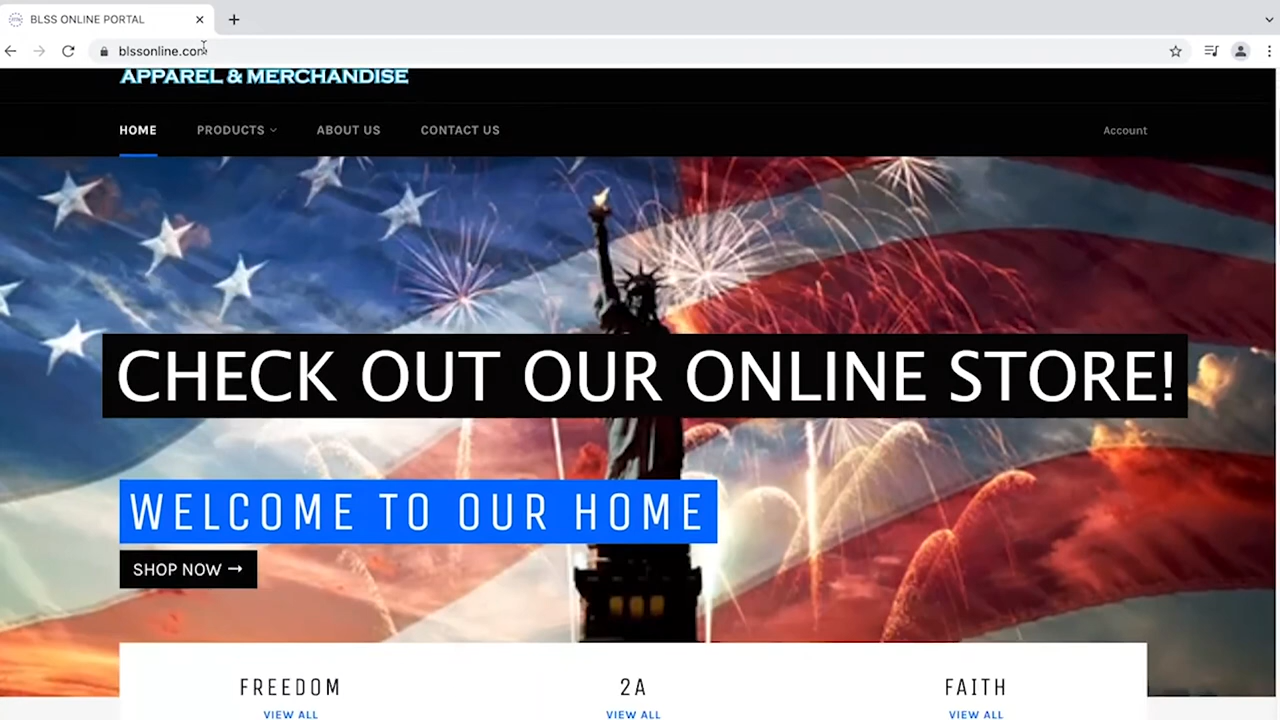 BLSS ONLINE PORTAL
blssonline.com
APPAREL & MERCHANDISE
HOME PRODUCTS ABOUT US CONTACT US Account
CHECK OUT OUR ONLINE STORE!
WELCOME TO OUR HOME
SHOP NOW →
FREEDOM 2A FAITH
VIEW ALL VIEW ALL VIEW ALL